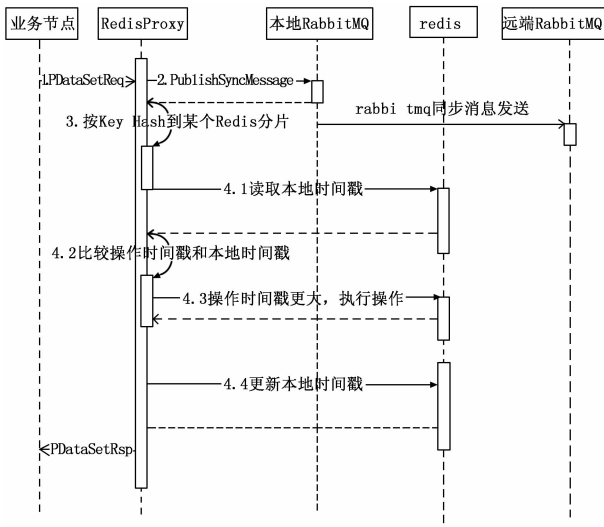 业务节点
RedisProxy
本地RabbitMQ
redis
远端RabbitMQ
1.PDataSetReq
2.PublishSyncMessage
rabbi tmq同步消息发送
3.按Key Hash到某个Redis分片
4.1读取本地时间戳
4.2比较操作时间戳和本地时间戳
4.3操作时间戳更大，执行操作
4.4更新本地时间戳
PDataSetRsp